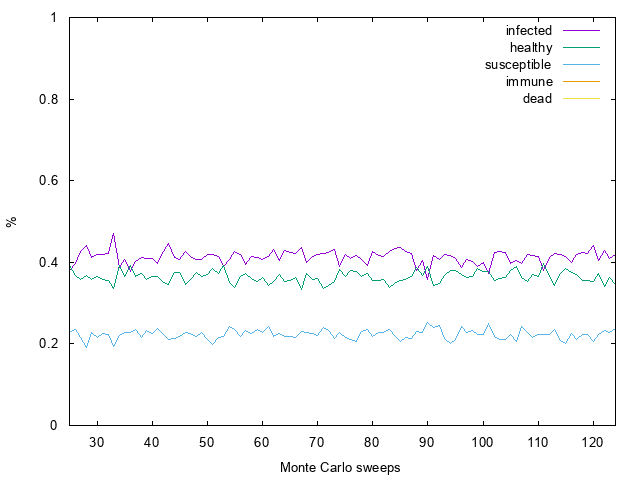 1
0.8
0.6
0.4
0.2
0
%
infected
healthy
susceptible
immune
dead
30 40 50 60 70 80 90 100 110 120
Monte Carlo sweeps